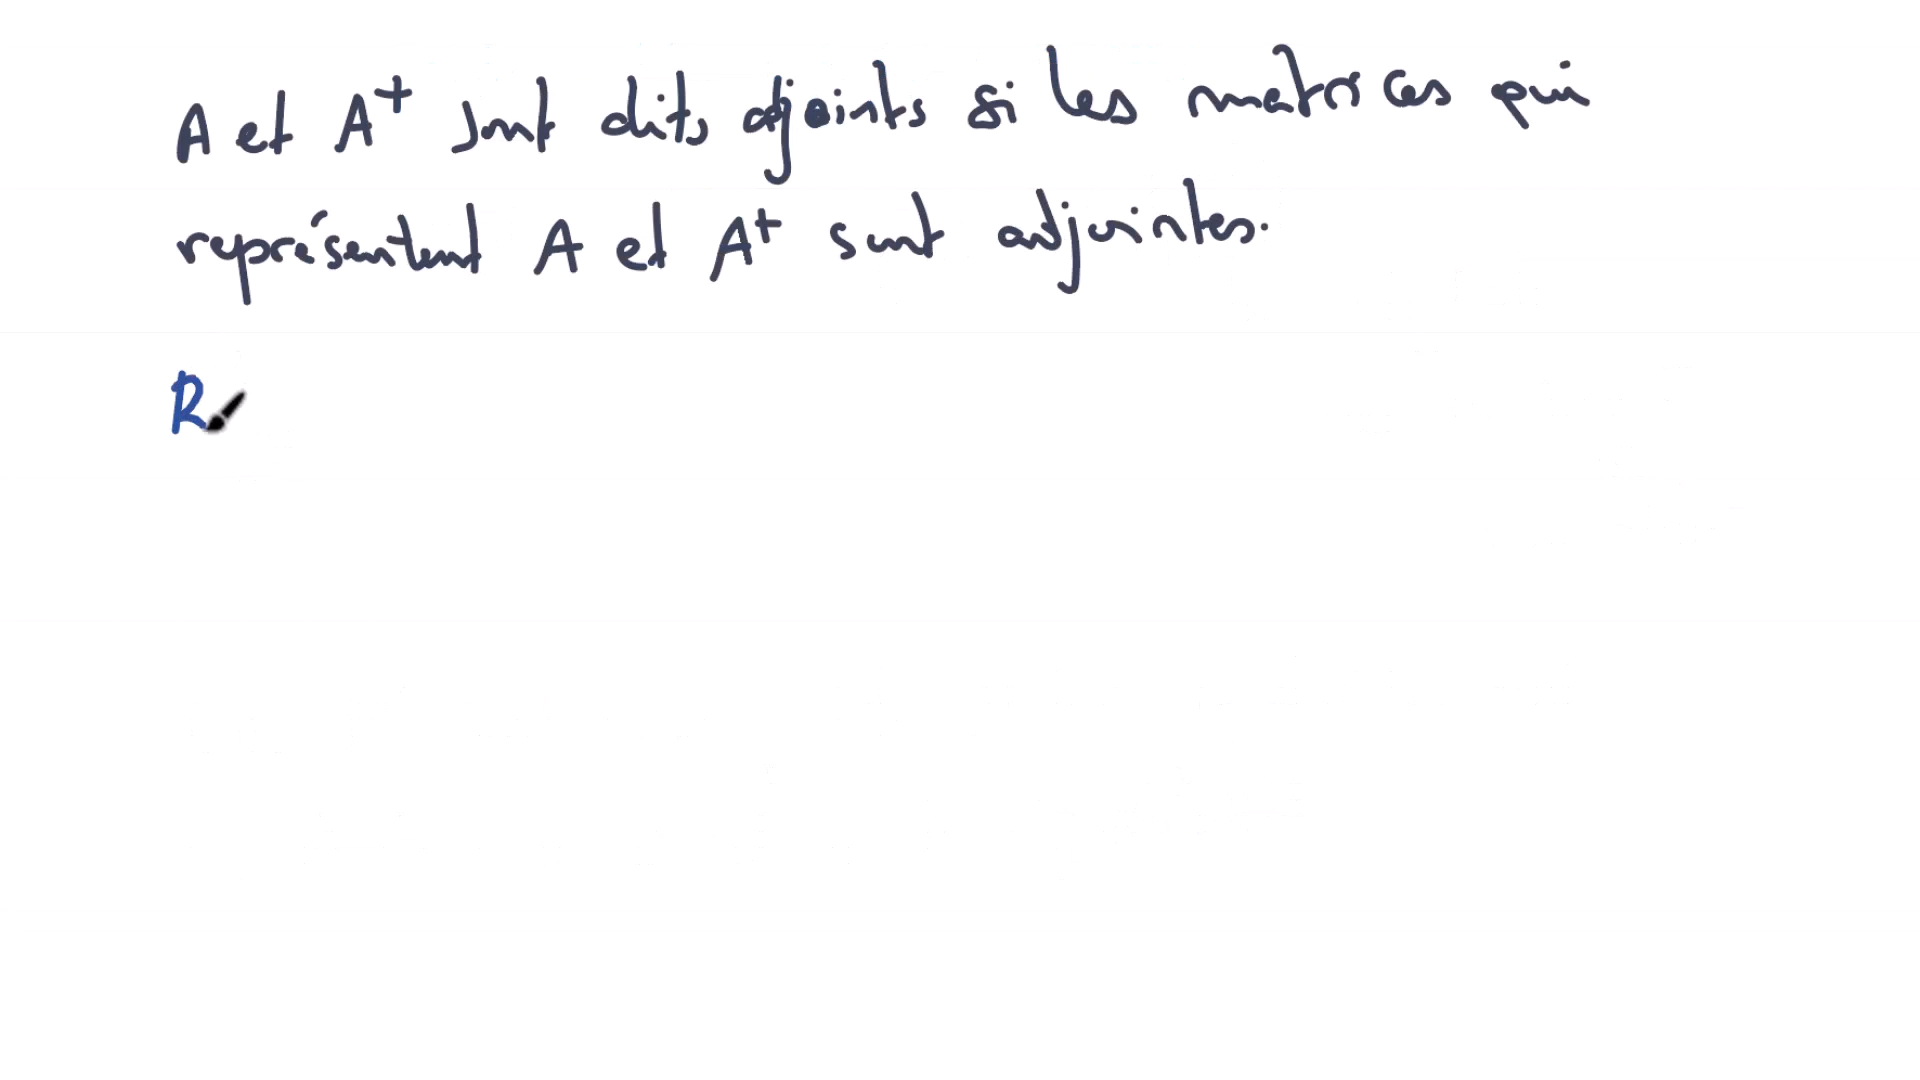 A et A⁺ sont dits adjoints si les matrices qui
représentent A et A⁺ sont adjointes.
R